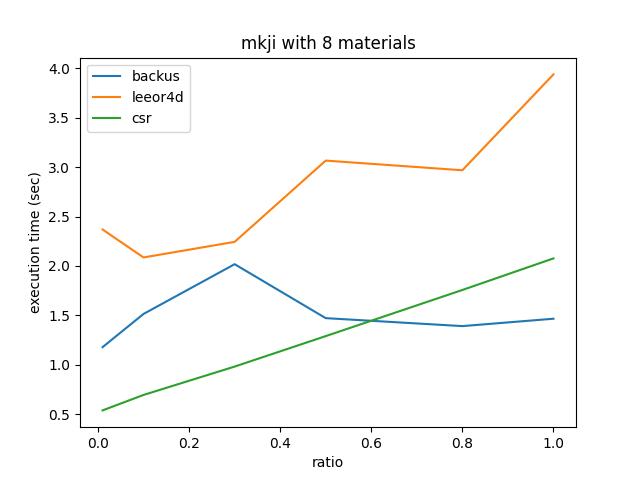 mkji with 8 materials
backus
leeor4d
csr
4.0
3.5
3.0
2.5
2.0
1.5
1.0
0.5
execution time (sec)
0.0 0.2 0.4 0.6 0.8 1.0
ratio